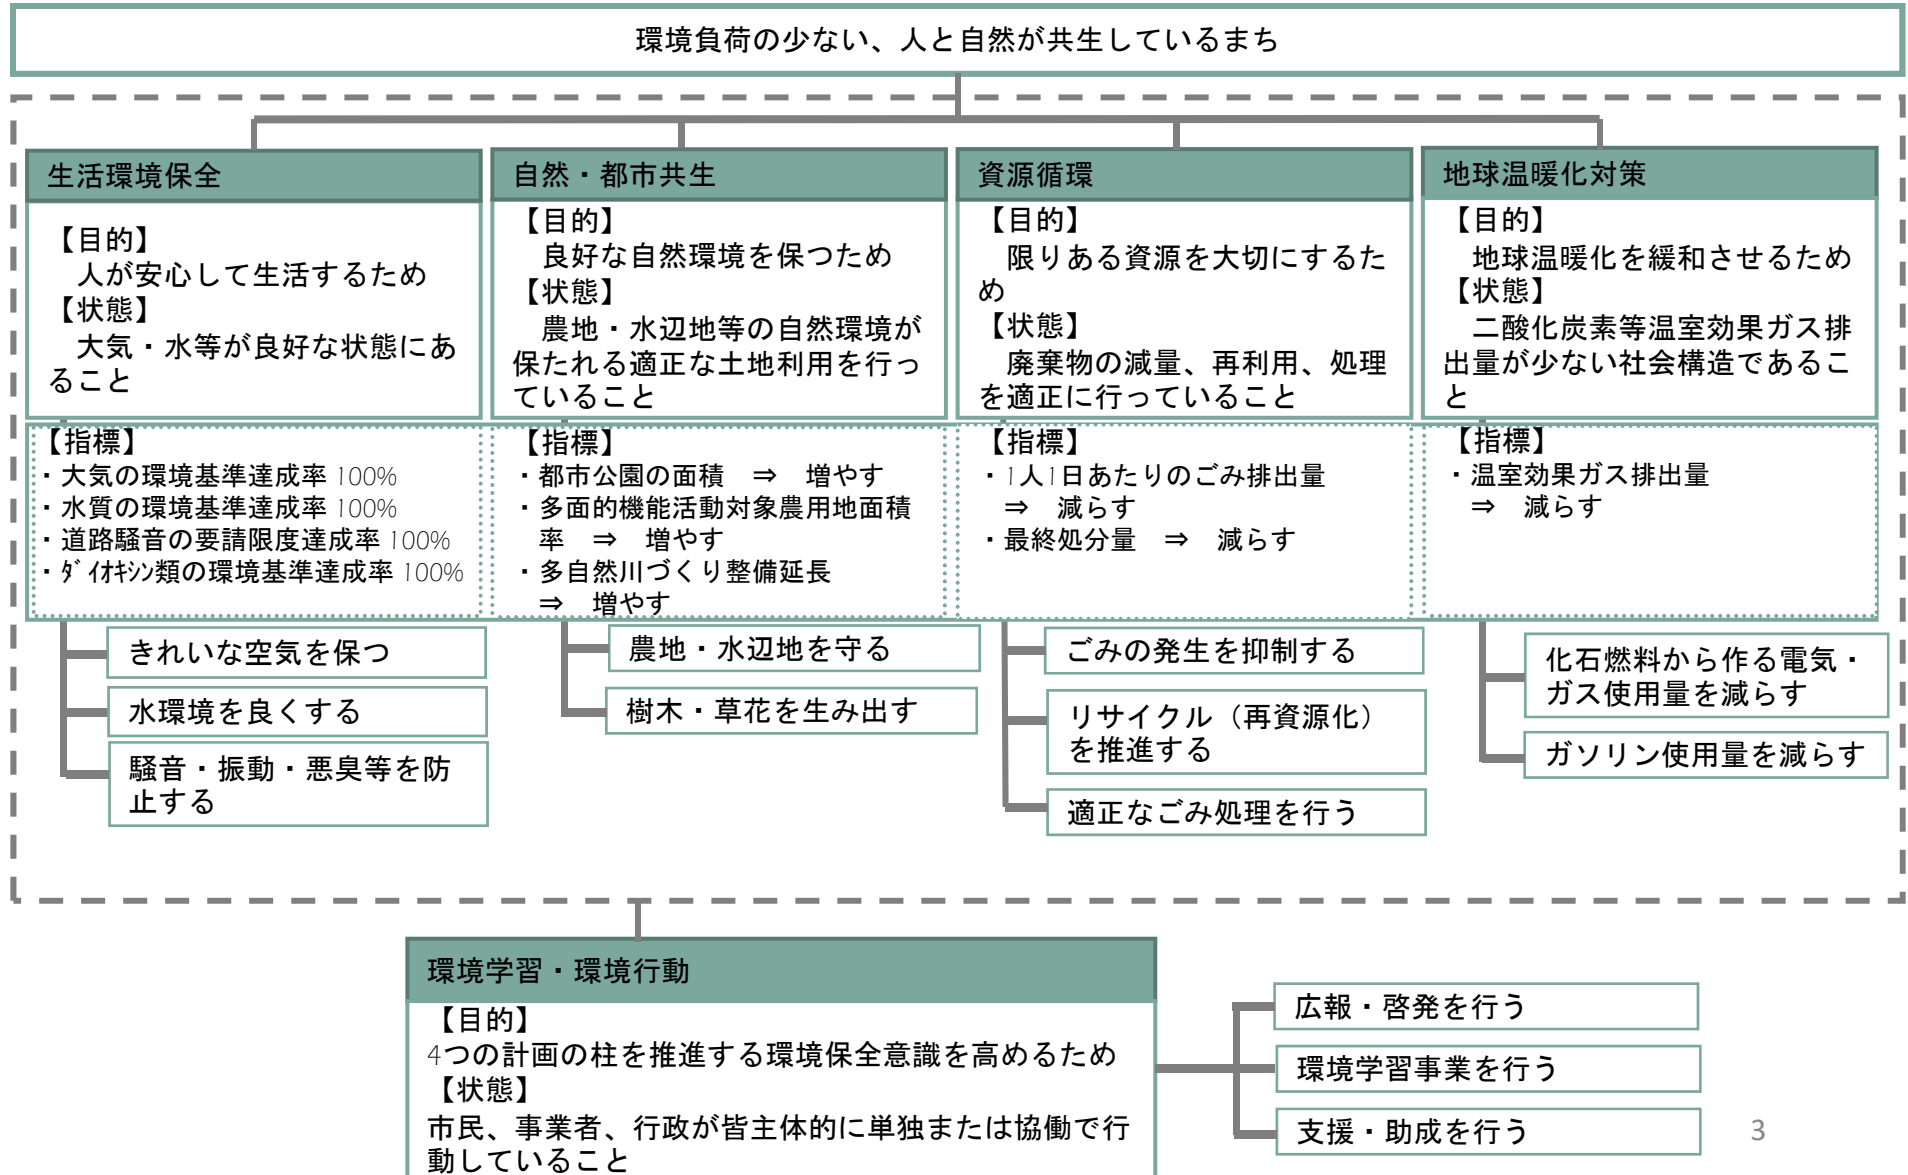 環境負荷の少ない、人と自然が共生しているまち
生活環境保全
【目的】
人が安心して生活するため
【状態】
大気・水等が良好な状態にあ
ること
【指標】
・大気の環境基準達成率 100%
・水質の環境基準達成率 100%
・道路騒音の要請限度達成率 100%
・ﾀﾞｲｵｷｼﾝ類の環境基準達成率 100%
きれいな空気を保つ
水環境を良くする
騒音・振動・悪臭等を防
止する
自然・都市共生
【目的】
良好な自然環境を保つため
【状態】
農地・水辺地等の自然環境が
保たれる適正な土地利用を行っ
ていること
【指標】
・都市公園の面積 ⇒ 増やす
・多面的機能活動対象農用地面積
率 ⇒ 増やす
・多自然川づくり整備延長
⇒ 増やす
農地・水辺地を守る
樹木・草花を生み出す
資源循環
【目的】
限りある資源を大切にするた
め
【状態】
廃棄物の減量、再利用、処理
を適正に行っていること
【指標】
・1人1日あたりのごみ排出量
⇒ 減らす
・最終処分量 ⇒ 減らす
ごみの発生を抑制する
リサイクル（再資源化）
を推進する
適正なごみ処理を行う
地球温暖化対策
【目的】
地球温暖化を緩和させるため
【状態】
二酸化炭素等温室効果ガス排
出量が少ない社会構造であるこ
と
【指標】
・温室効果ガス排出量
⇒ 減らす
化石燃料から作る電気・
ガス使用量を減らす
ガソリン使用量を減らす
環境学習・環境行動
【目的】
4つの計画の柱を推進する環境保全意識を高めるため
【状態】
市民、事業者、行政が皆主体的に単独または協働で行
動していること
広報・啓発を行う
環境学習事業を行う
支援・助成を行う
3